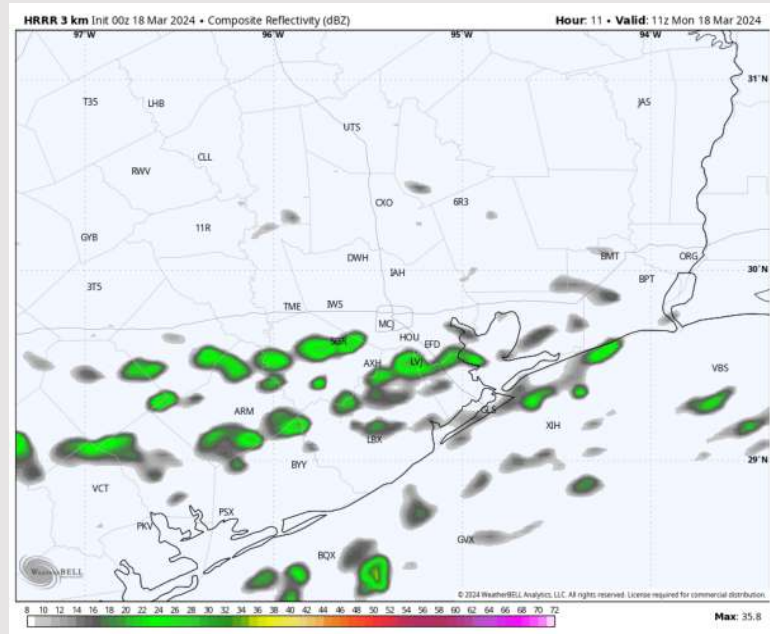 HRRR 3 km Init 00z 18 Mar 2024 • Composite Reflectivity (dBZ) Hour: 11 • Valid: 11z Mon 18 Mar 2024
97°W 96°W 95°W 94°W
31°N
T35 LHB JAS
UTS
CLL
RWV
CXO 6R3
11R
GYB
DWH BMT ORG
30°N
IAH
BPT
3T5
TME IWS
MCJ
HOU
SGR EFD
AXH LVJ
VBS
ARM GLS
XIH
LBX
29°N
BYY
VCT
PSX
PKV
GVX
BQX
WeatherBELL
© 2024 WeatherBELL Analytics, LLC. All rights reserved. License required for commercial distribution.
8 10 12 14 16 18 20 22 24 26 28 30 32 34 36 38 40 42 44 46 48 50 52 54 56 58 60 62 64 66 68 70 72
Max: 35.8